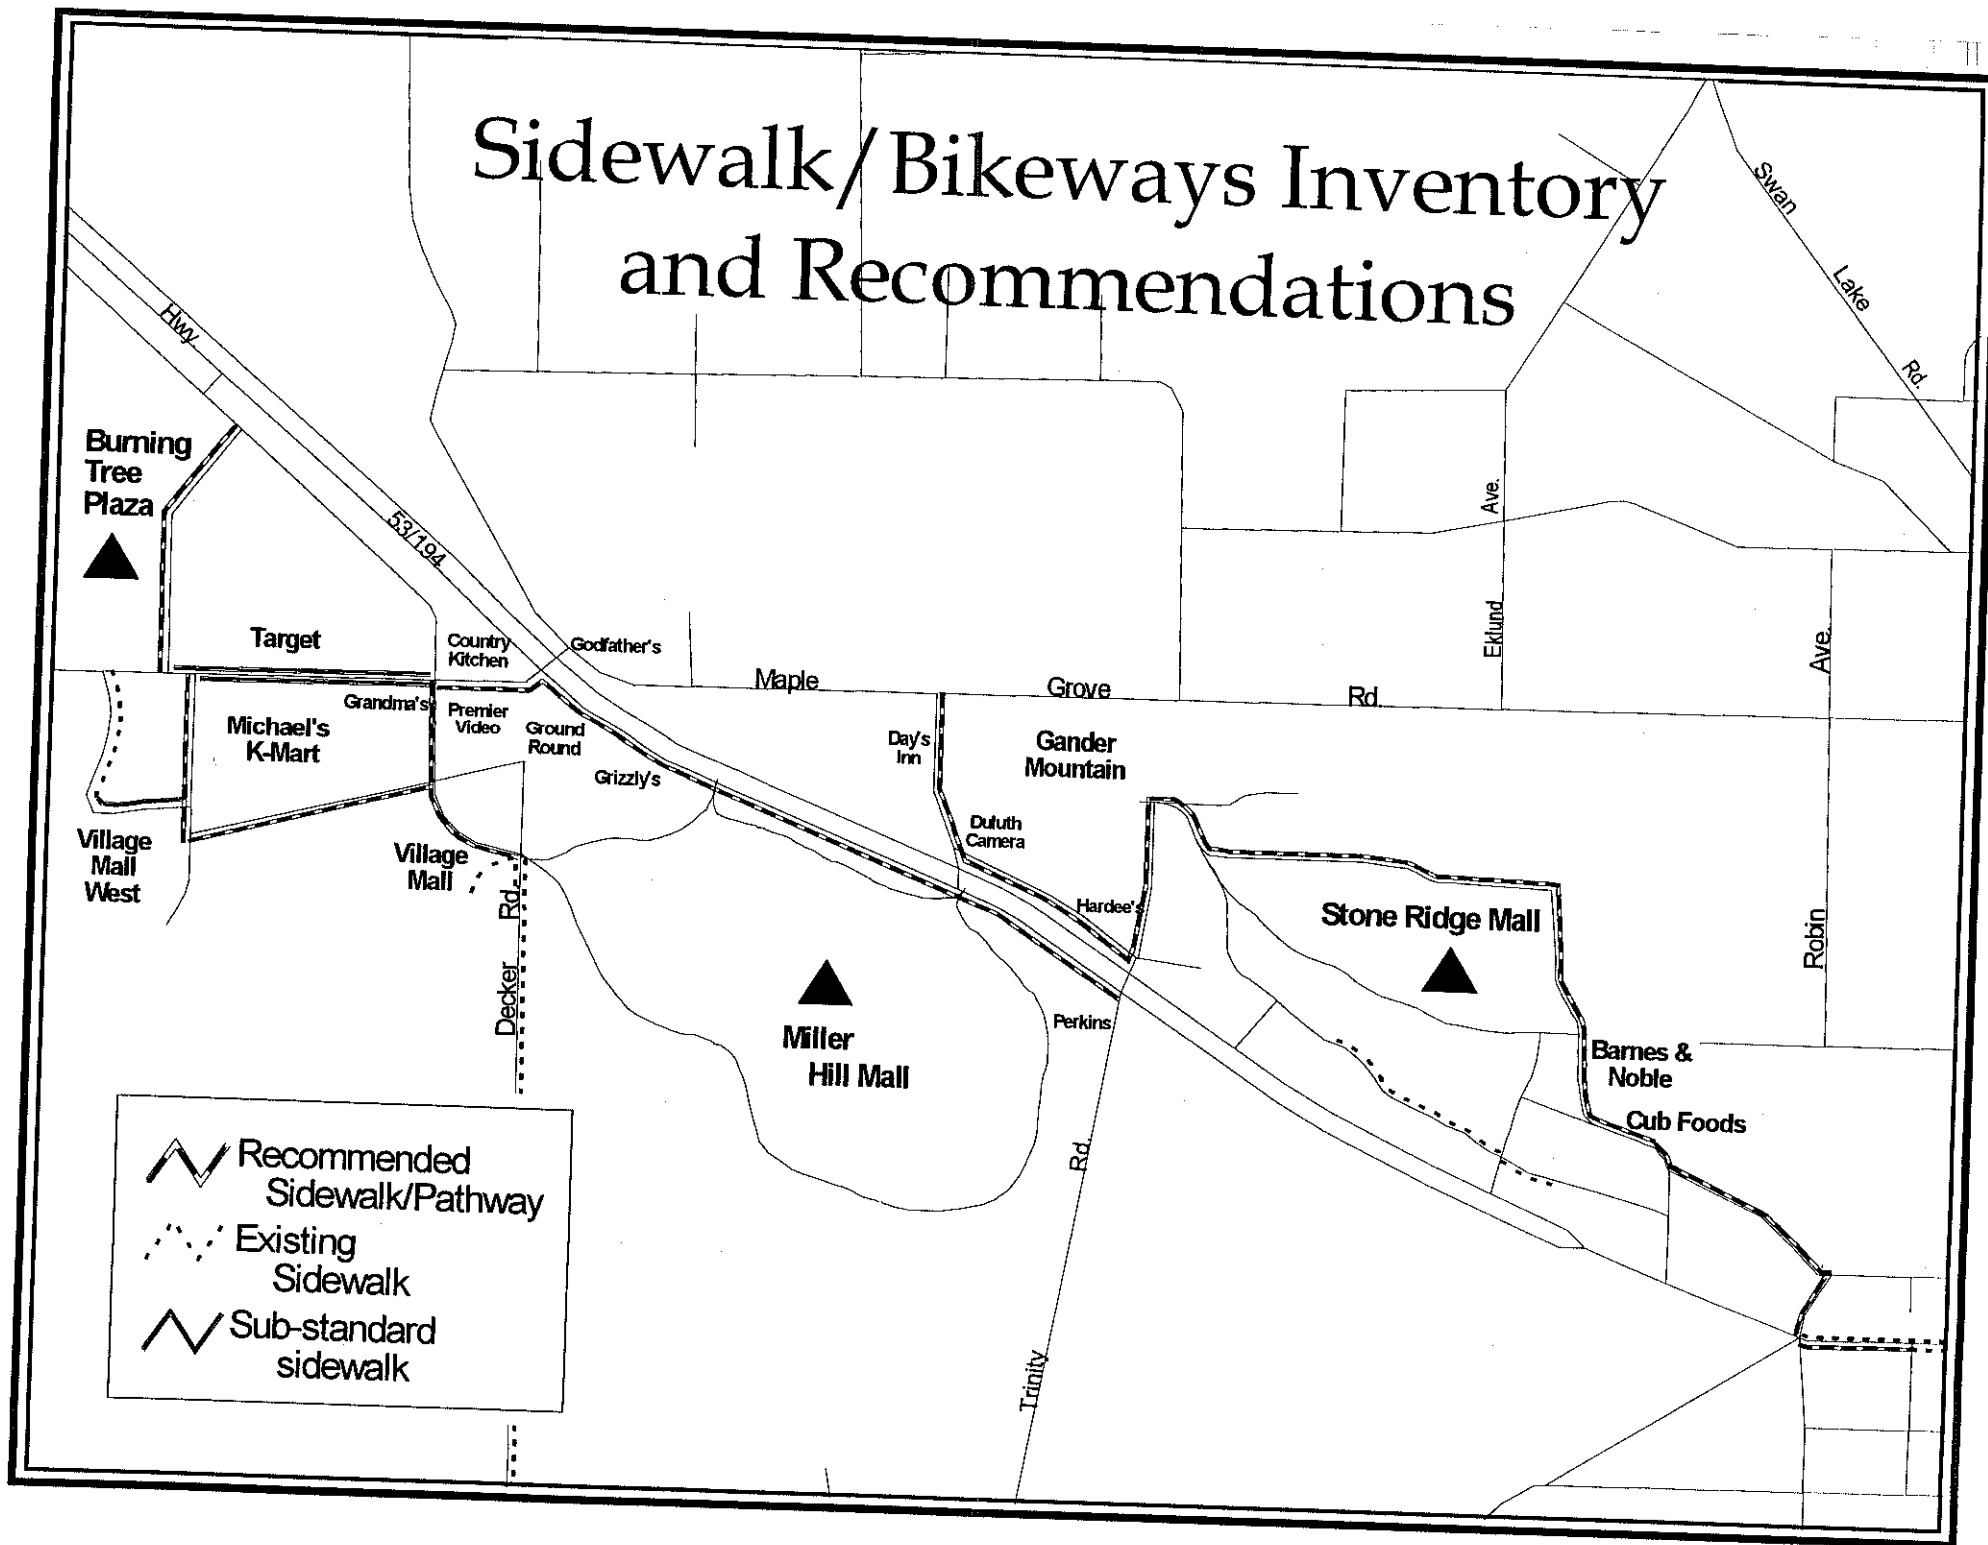 Sidewalk/Bikeways Inventory
and Recommendations
Swan
Lake
Rd.
Hwy
53/194
Burning
Tree
Plaza
Target
Country
Kitchen
Godfather's
Maple
Grove
Rd.
Eklund
Ave.
Robin
Ave.
Grandma's
Premier
Video
Ground
Round
Grizzly's
Michael's
K-Mart
Day's
Inn
Gander
Mountain
Duluth
Camera
Hardee's
Village
Mall
West
Village
Mall
Decker
Rd.
Stone Ridge Mall
Miller
Hill Mall
Perkins
Barnes &
Noble
Cub Foods
Trinity
Rd.
Recommended
Sidewalk/Pathway
Existing
Sidewalk
Sub-standard
sidewalk